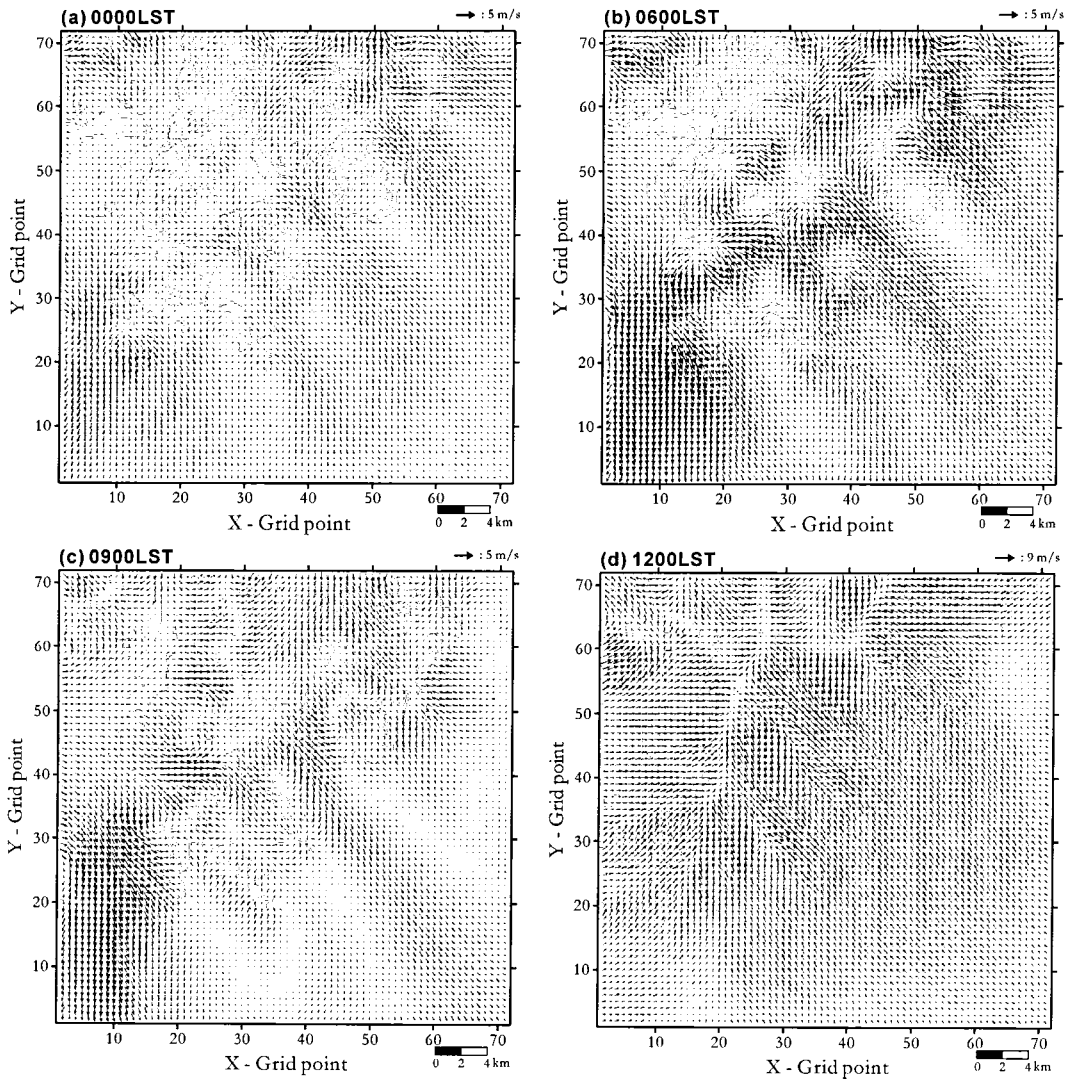 (a) 0000LST → : 5 m/s
70
60
50
40
30
20
10
Y - Grid point
10 20 30 40 50 60 70
X - Grid point
0 2 4 km
(b) 0600LST → : 5 m/s
70
60
50
40
30
20
10
Y - Grid point
10 20 30 40 50 60 70
X - Grid point
0 2 4 km
(c) 0900LST → : 5 m/s
70
60
50
40
30
20
10
Y - Grid point
10 20 30 40 50 60 70
X - Grid point
0 2 4 km
(d) 1200LST → : 9 m/s
70
60
50
40
30
20
10
Y - Grid point
10 20 30 40 50 60 70
X - Grid point
0 2 4 km